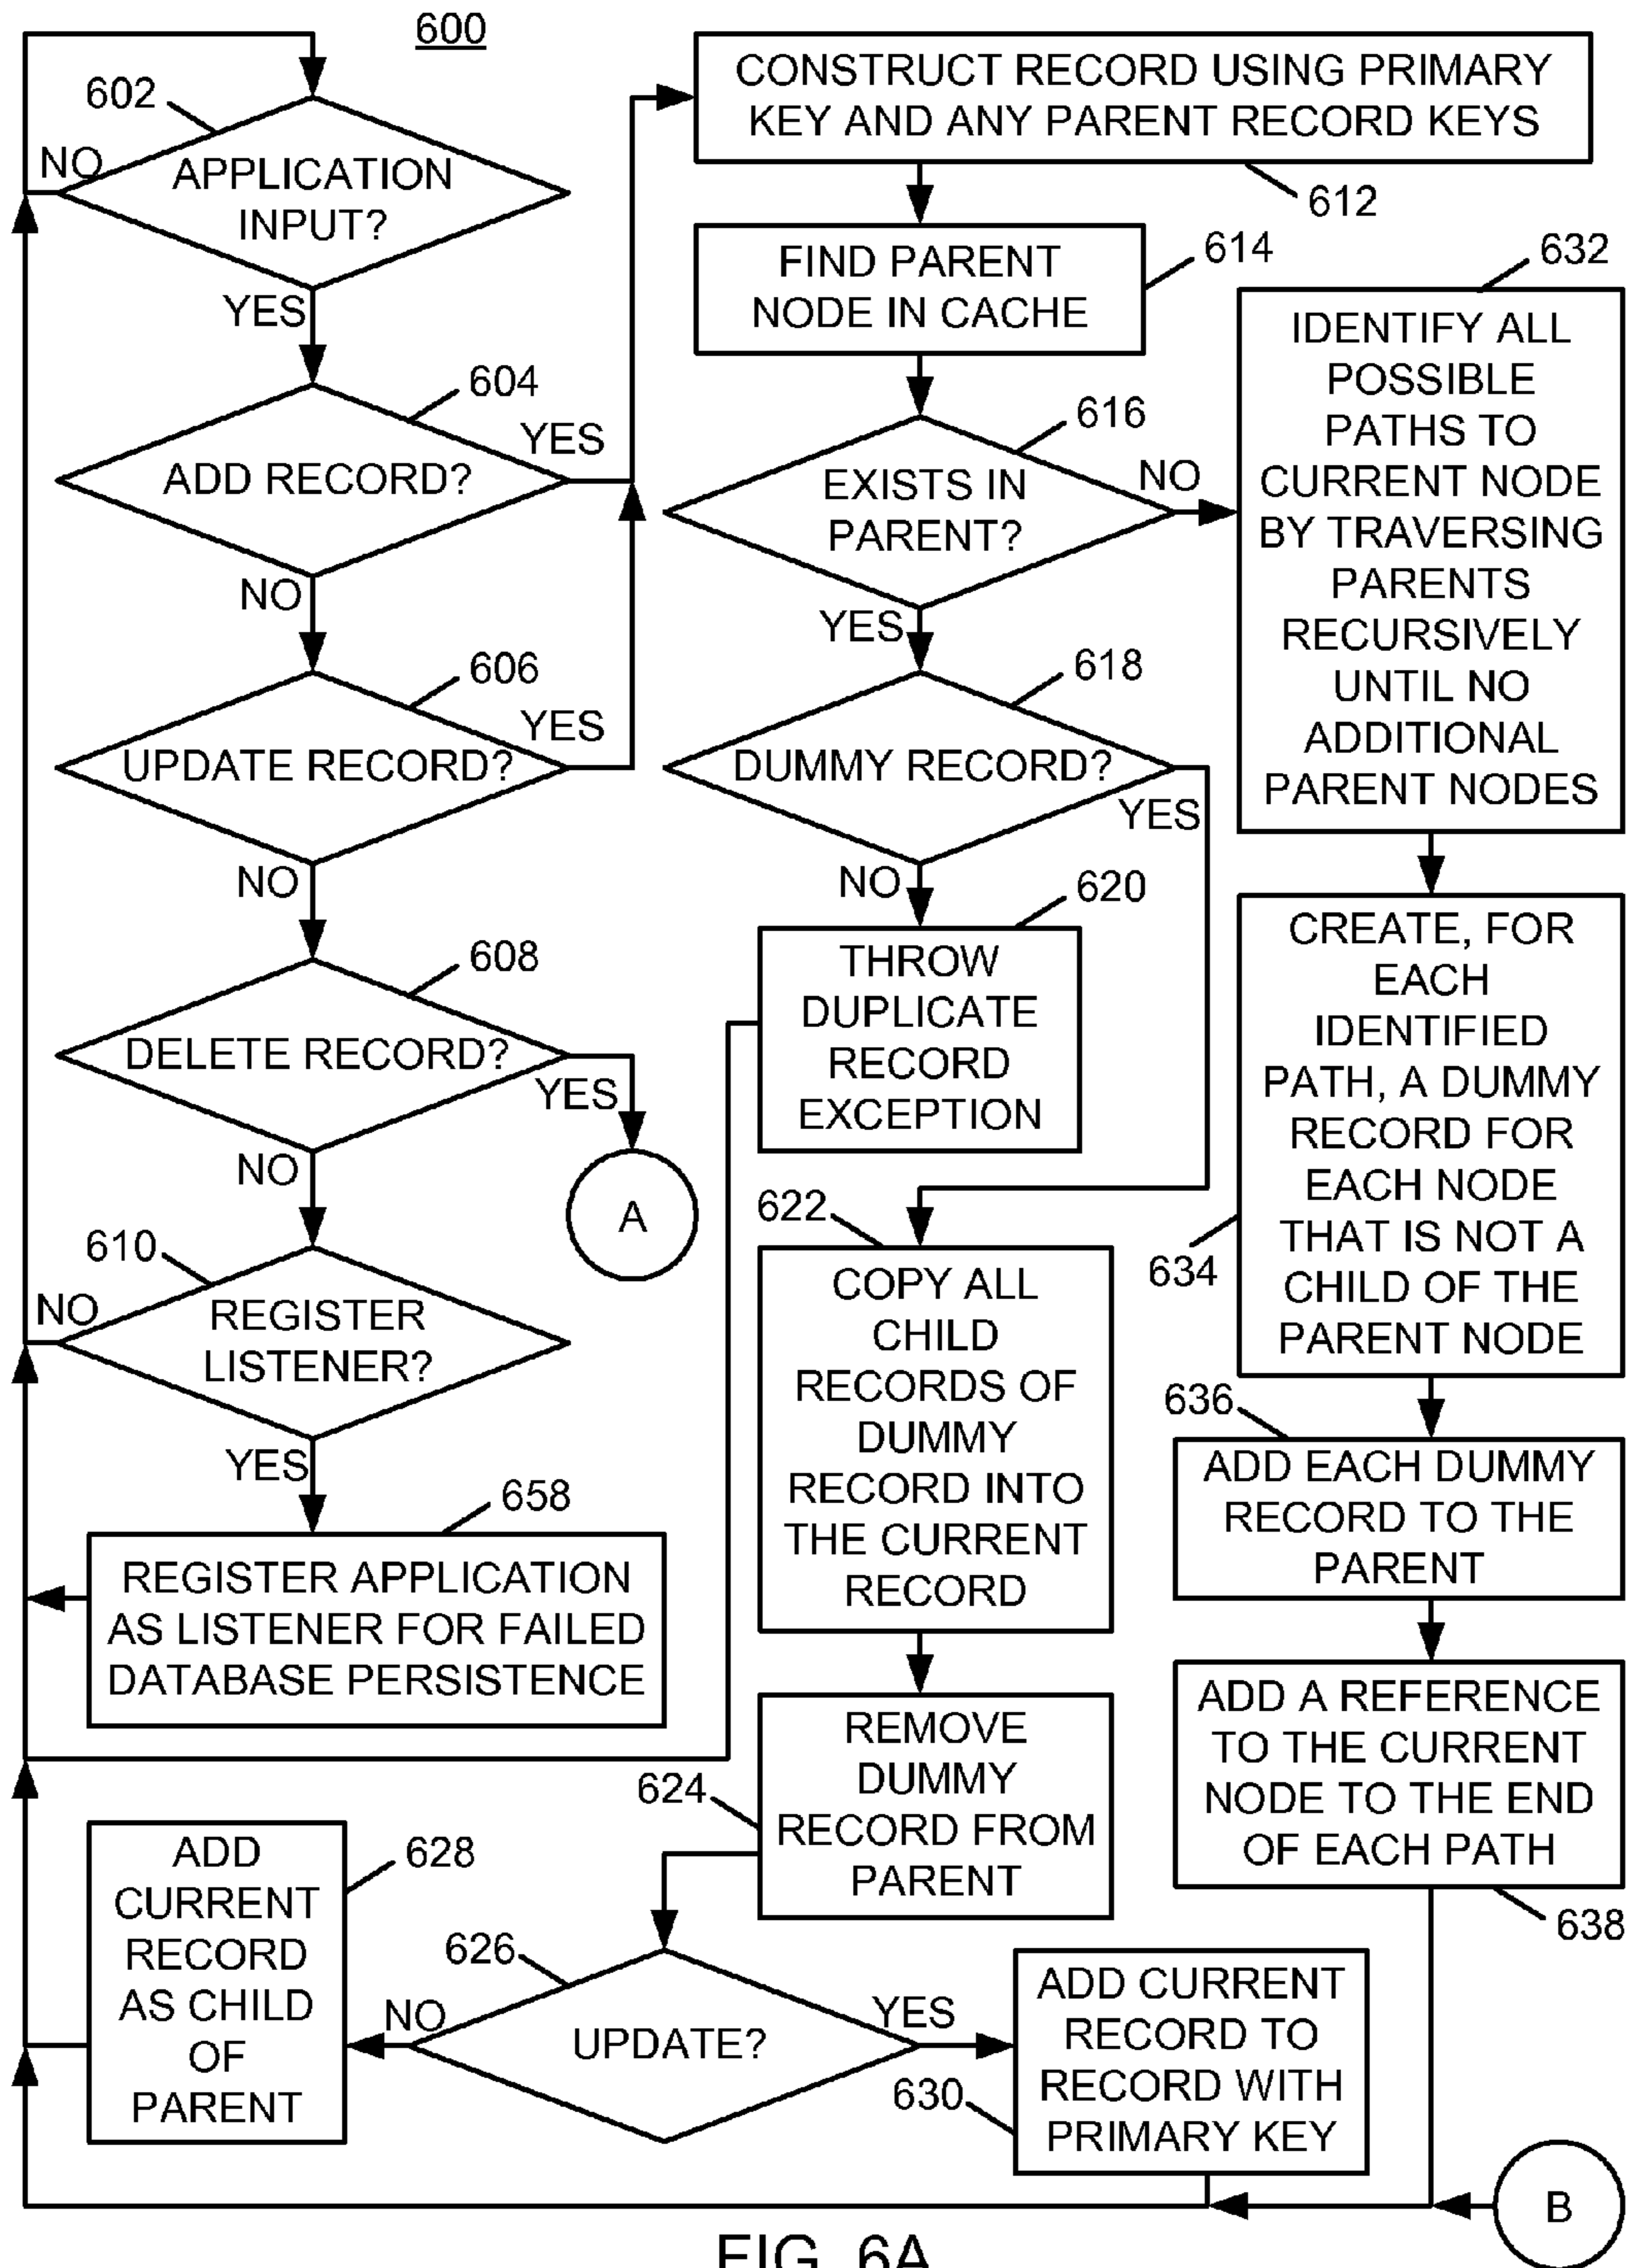 600
602
NO
APPLICATION
INPUT?
YES
604
ADD RECORD?
YES
NO
606
UPDATE RECORD?
YES
NO
608
DELETE RECORD?
YES
NO
A
610
NO
REGISTER
LISTENER?
YES
658
REGISTER APPLICATION
AS LISTENER FOR FAILED
DATABASE PERSISTENCE
CONSTRUCT RECORD USING PRIMARY
KEY AND ANY PARENT RECORD KEYS
612
FIND PARENT
NODE IN CACHE
614
616
EXISTS IN
PARENT?
NO
YES
618
DUMMY RECORD?
YES
NO
620
THROW
DUPLICATE
RECORD
EXCEPTION
622
COPY ALL
CHILD
RECORDS OF
DUMMY
RECORD INTO
THE CURRENT
RECORD
624
REMOVE
DUMMY
RECORD FROM
PARENT
626
UPDATE?
NO
YES
628
ADD
CURRENT
RECORD
AS CHILD
OF
PARENT
630
ADD CURRENT
RECORD TO
RECORD WITH
PRIMARY KEY
632
IDENTIFY ALL
POSSIBLE
PATHS TO
CURRENT NODE
BY TRAVERSING
PARENTS
RECURSIVELY
UNTIL NO
ADDITIONAL
PARENT NODES
634
CREATE, FOR
EACH
IDENTIFIED
PATH, A DUMMY
RECORD FOR
EACH NODE
THAT IS NOT A
CHILD OF THE
PARENT NODE
636
ADD EACH DUMMY
RECORD TO THE
PARENT
ADD A REFERENCE
TO THE CURRENT
NODE TO THE END
OF EACH PATH
638
B
FIG. 6A